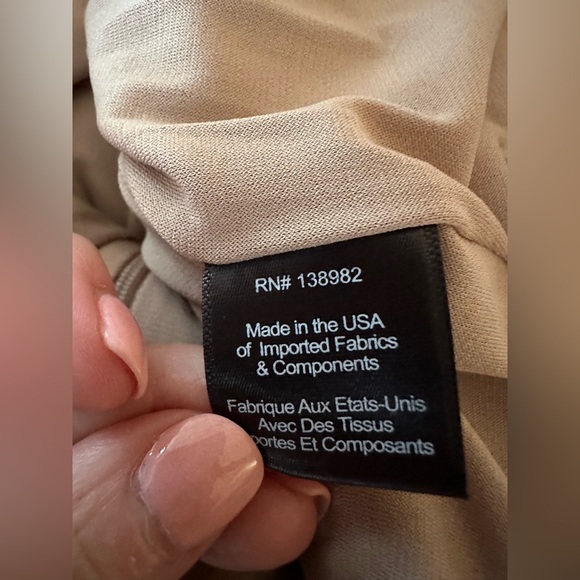 RN# 138982
Made in the USA
of Imported Fabrics
& Components
Fabrique Aux Etats-Unis
Avec Des Tissus
Et Composants